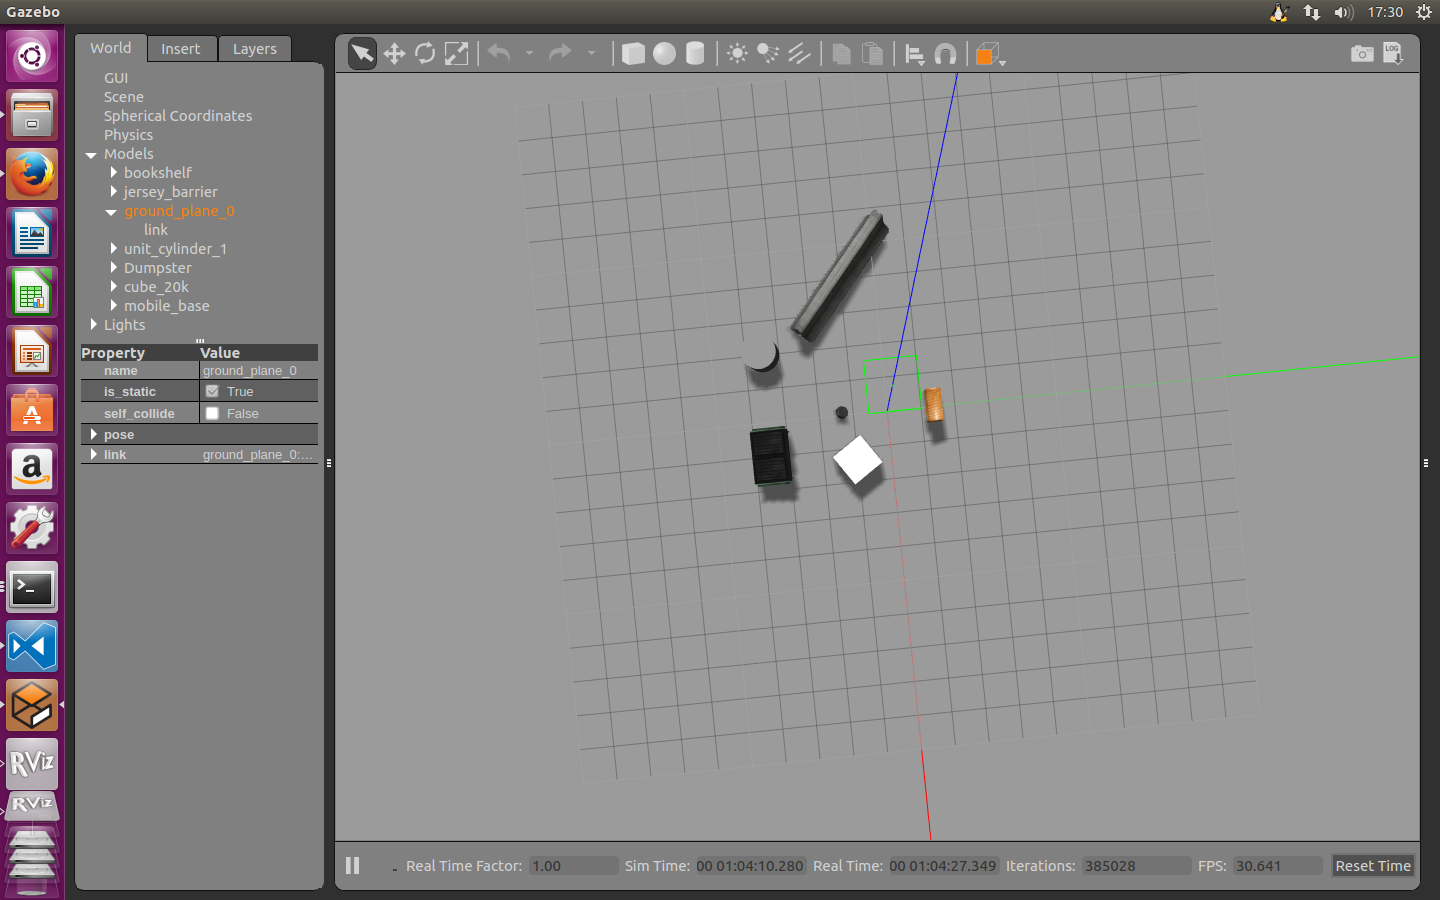 Gazebo
17:30
World
Insert
Layers
GUI
Scene
Spherical Coordinates
Physics
Models
bookshelf
jersey_barrier
ground_plane_0
link
unit_cylinder_1
Dumpster
cube_20k
mobile_base
Lights
Property Value
name ground_plane_0
is_static True
self_collide False
pose
link ground_plane_0:...
LOG
a
A
RViz
RViz
Real Time Factor: 1.00 Sim Time: 00 01:04:10.280 Real Time: 00 01:04:27.349 Iterations: 385028 FPS: 30.641 Reset Time